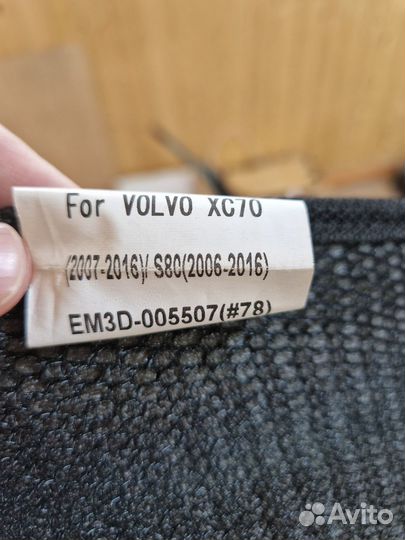 For VOLVO XC70
(2007-2016)/ S80(2006-2016)
EM3D-005507(#78)
Avito